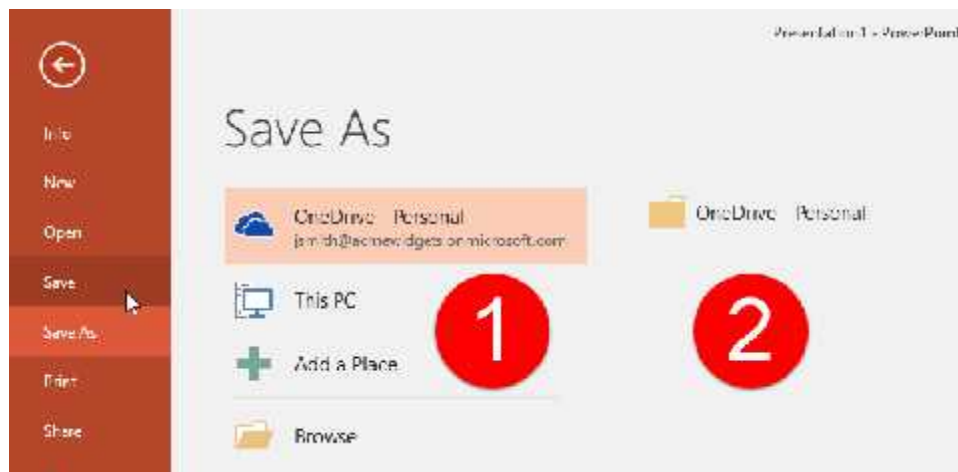 Presentation1 - PowerPoint
Info
New
Open
Save
Save As
Print
Share
Save As
OneDrive - Personal
jsmith@acmewidgets.onmicrosoft.com
This PC
Add a Place
Browse
1
OneDrive - Personal
2